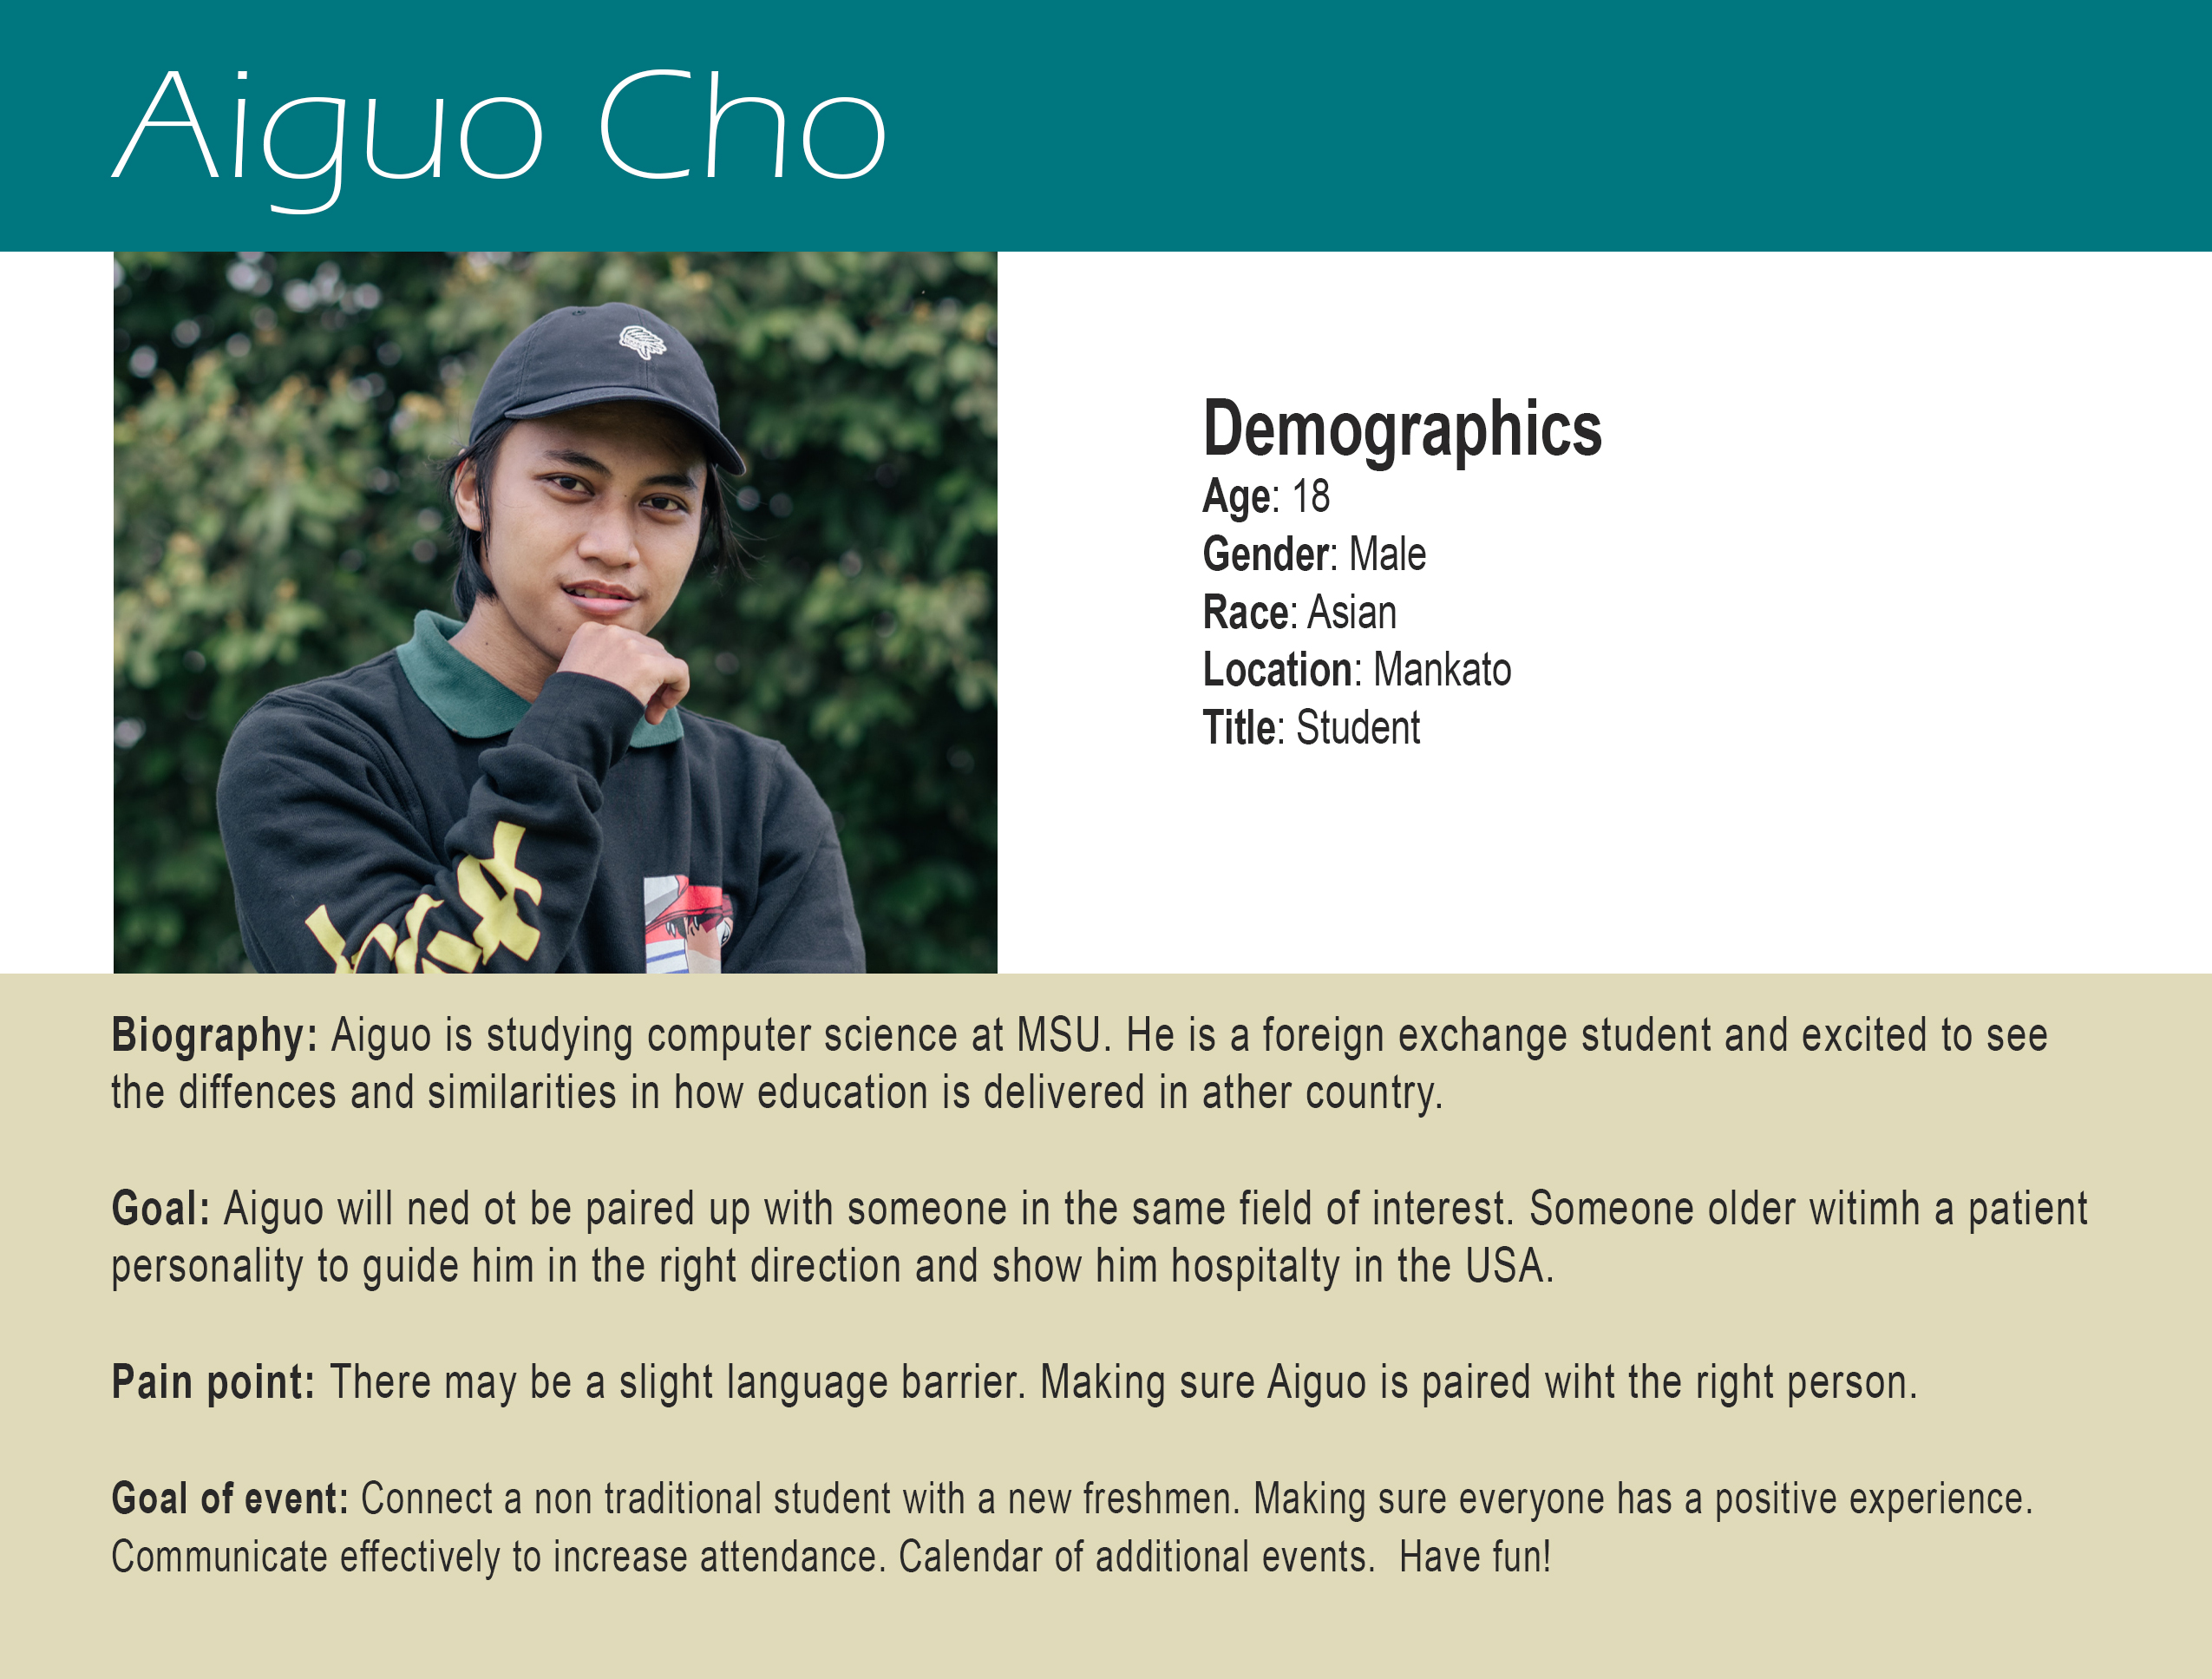 Aiguo Cho
Demographics
Age: 18
Gender: Male
Race: Asian
Location: Mankato
Title: Student
Biography: Aiguo is studying computer science at MSU. He is a foreign exchange student and excited to see
the diffences and similarities in how education is delivered in ather country.
Goal: Aiguo will ned ot be paired up with someone in the same field of interest. Someone older witimh a patient
personality to guide him in the right direction and show him hospitalty in the USA.
Pain point: There may be a slight language barrier. Making sure Aiguo is paired wiht the right person.
Goal of event: Connect a non traditional student with a new freshmen. Making sure everyone has a positive experience.
Communicate effectively to increase attendance. Calendar of additional events.  Have fun!